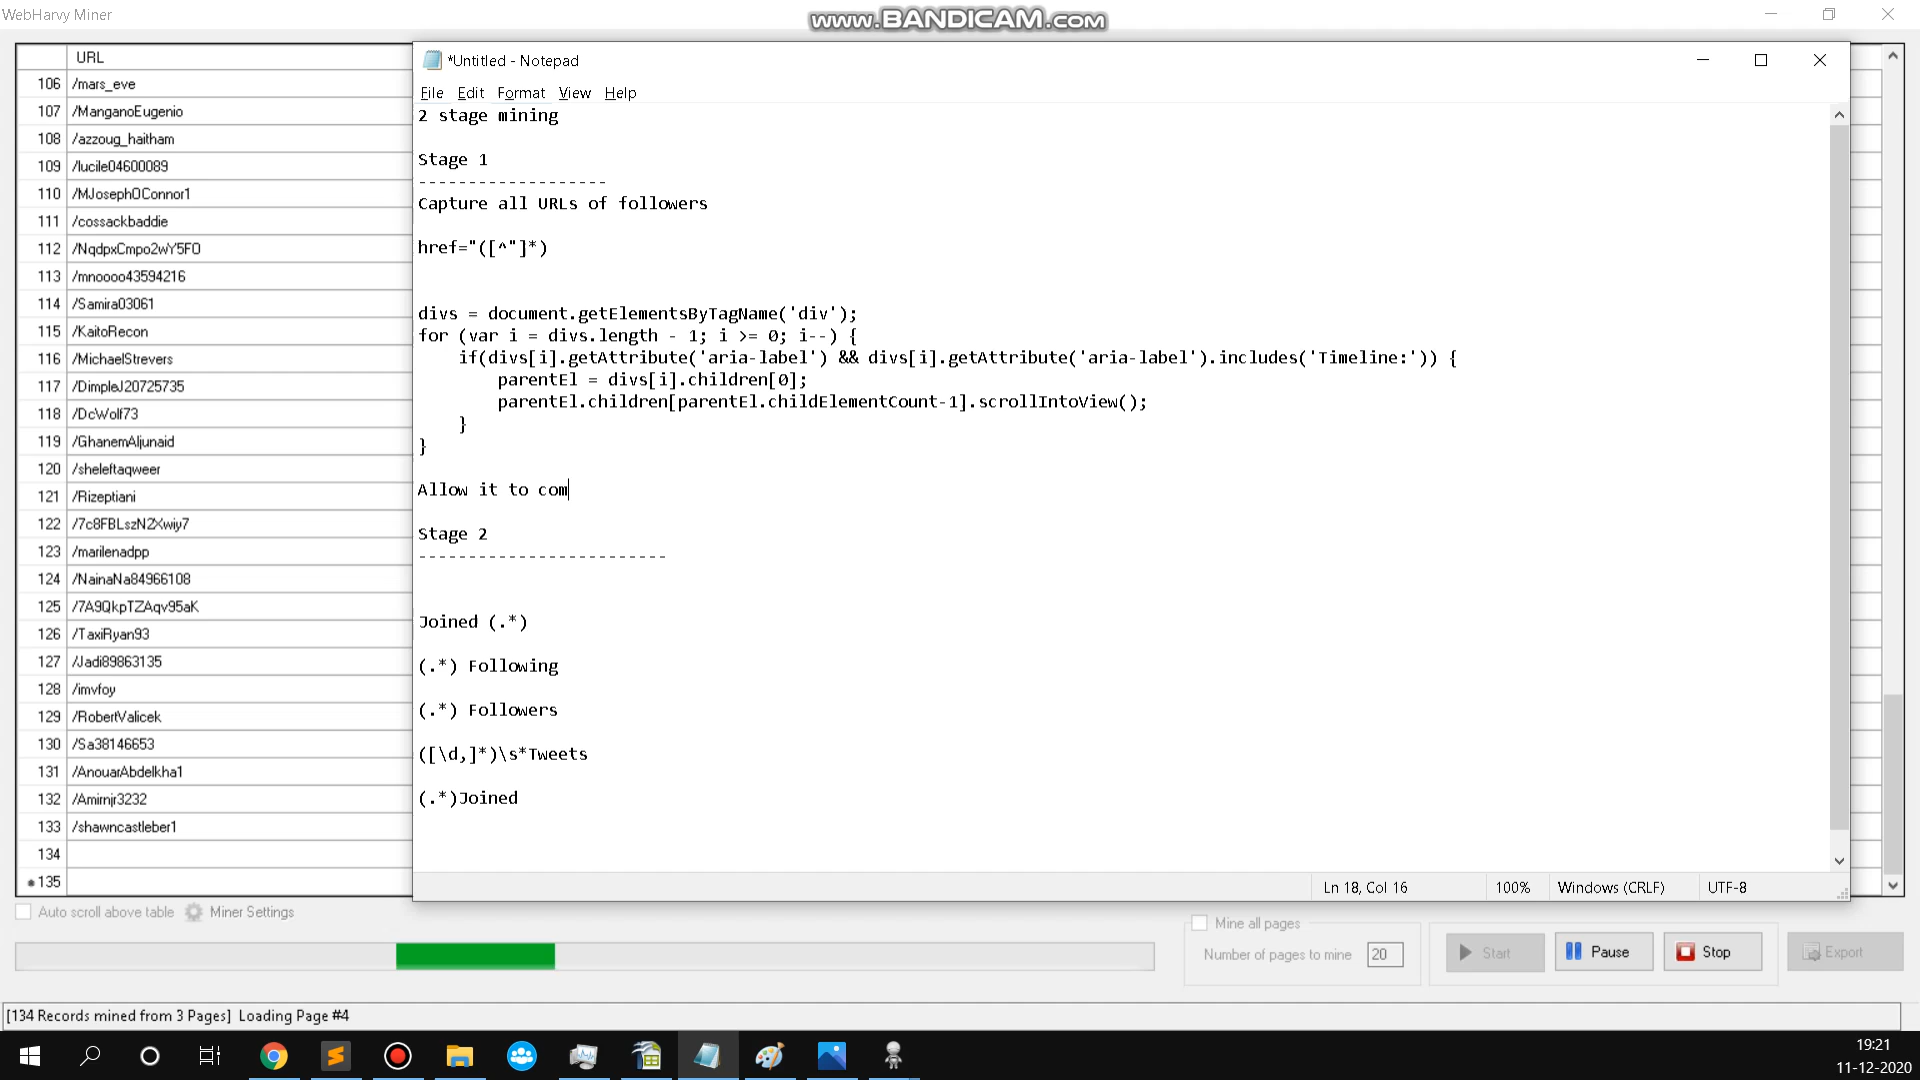 WebHarvy Miner
www.BANDICAM.com
URL
106 /mars_eve
107 /ManganoEugenio
108 /azzoug_haitham
109 /lucile04600089
110 /MJosephOConnor1
111 /cossackbaddie
112 /NqdpxCmpo2wY5FO
113 /mnoooo43594216
114 /Samira03061
115 /KaitoRecon
116 /MichaelStrevers
117 /DimpleJ20725735
118 /DcWolf73
119 /GhanemAljunaid
120 /sheleftaqweer
121 /Rizeptiani
122 /7c8FBLszN2Xwiy7
123 /marilenadpp
124 /NainaNa84966108
125 /7A9QkpTZAqv95aK
126 /TaxiRyan93
127 /Jadi89863135
128 /imvfoy
129 /RobertValicek
130 /Sa38146653
131 /AnouarAbdelkha1
132 /Amirnjr3232
133 /shawncastleber1
134
135
*Untitled - Notepad
File Edit Format View Help
2 stage mining
Stage 1
-------------------
Capture all URLs of followers
href="([^"]*)
divs = document.getElementsByTagName('div');
for (var i = divs.length - 1; i >= 0; i--) {
if(divs[i].getAttribute('aria-label') && divs[i].getAttribute('aria-label').includes('Timeline:')) {
parentEl = divs[i].children[0];
parentEl.children[parentEl.childElementCount-1].scrollIntoView();
}
}
Allow it to com
Stage 2
-------------------------
Joined (.*)
(.*) Following
(.*) Followers
([\d,]*)\s*Tweets
(.*)Joined
Ln 18, Col 16 100% Windows (CRLF) UTF-8
Auto scroll above table Miner Settings
Mine all pages
Number of pages to mine 20
Start Pause Stop Export
[134 Records mined from 3 Pages] Loading Page #4
19:21
11-12-2020